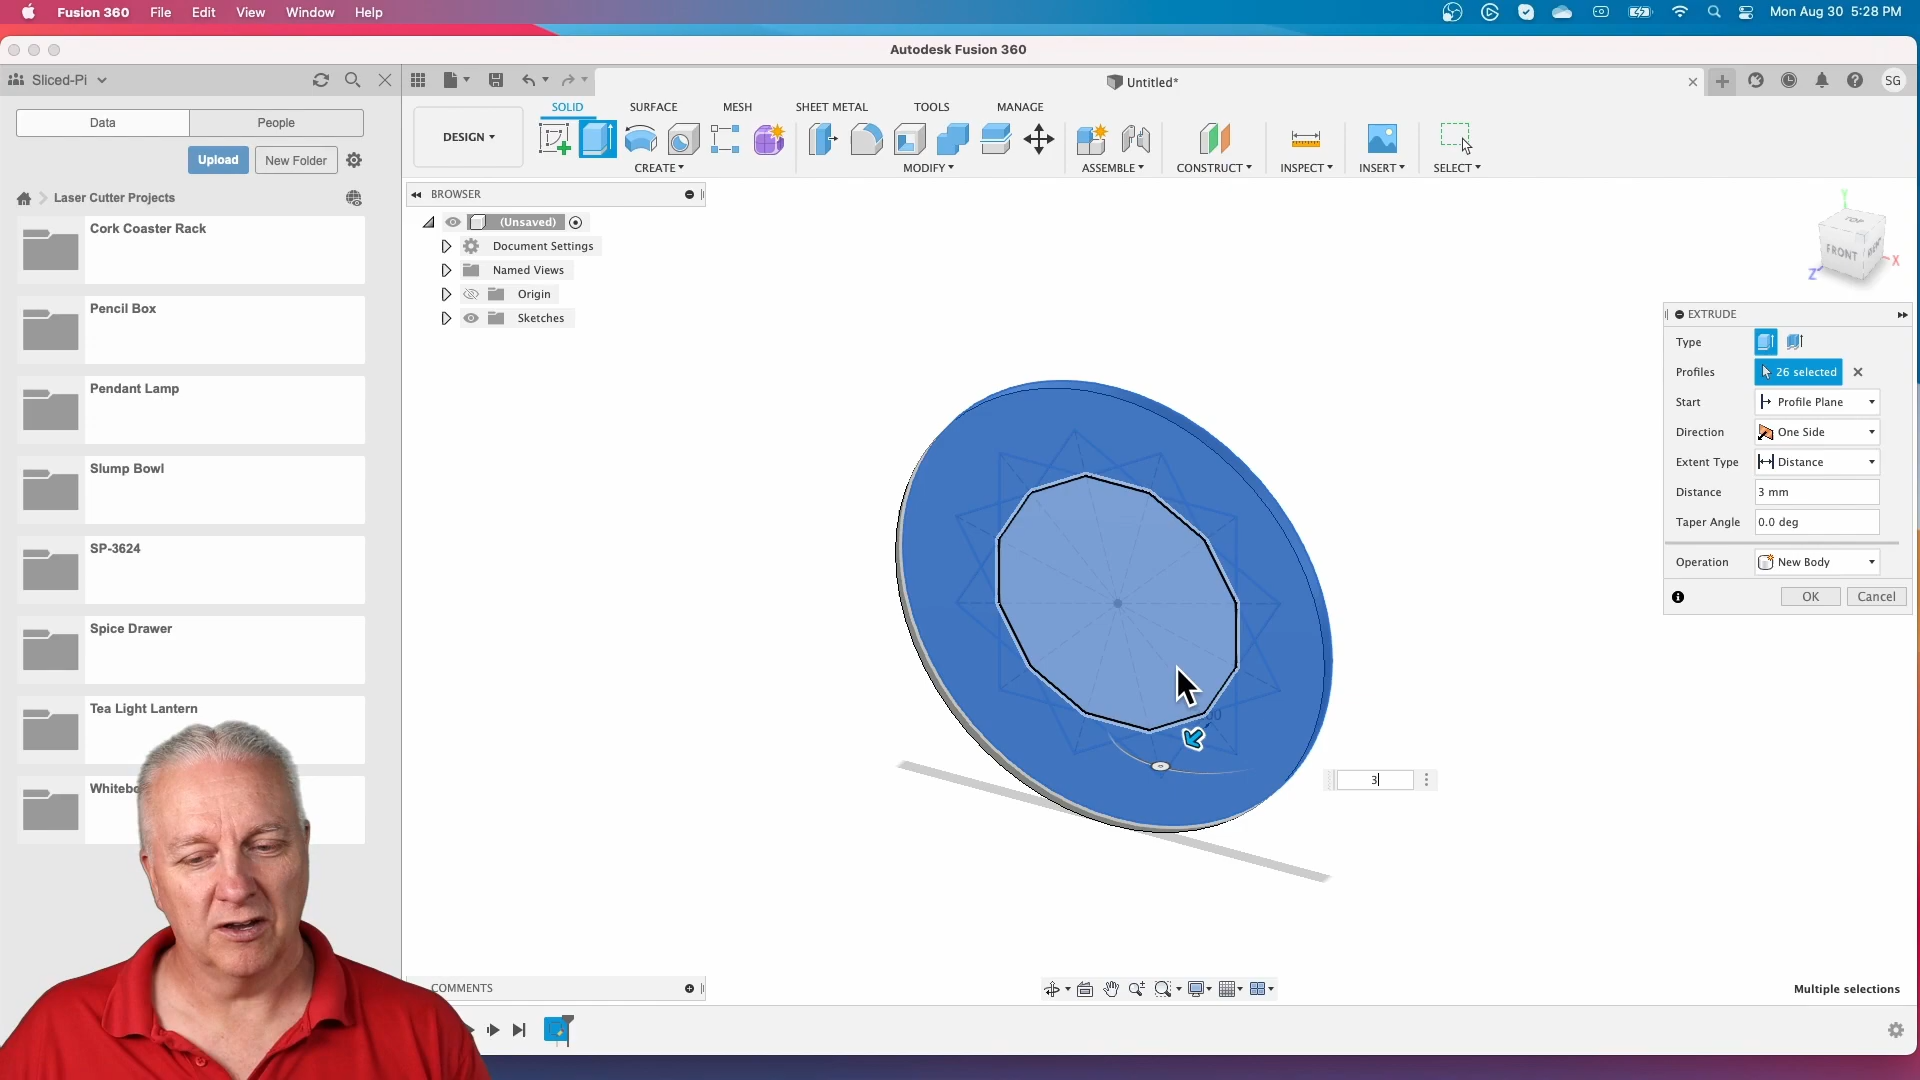 Fusion 360 File Edit View Window Help
Mon Aug 30 5:28 PM
Autodesk Fusion 360
Sliced-Pi
Untitled*
SG
Data People
Upload New Folder
Laser Cutter Projects
Cork Coaster Rack
Pencil Box
Pendant Lamp
Slump Bowl
SP-3624
Spice Drawer
Tea Light Lantern
DESIGN
SOLID SURFACE MESH SHEET METAL TOOLS MANAGE
CREATE MODIFY ASSEMBLE CONSTRUCT INSPECT INSERT SELECT
BROWSER
(Unsaved)
Document Settings
Named Views
Origin
Sketches
Y
TOP
FRONT
X
Z
EXTRUDE
Type
Profiles 26 selected
Start Profile Plane
Direction One Side
Extent Type Distance
Distance 3 mm
Taper Angle 0.0 deg
Operation New Body
OK Cancel
3
COMMENTS
Multiple selections